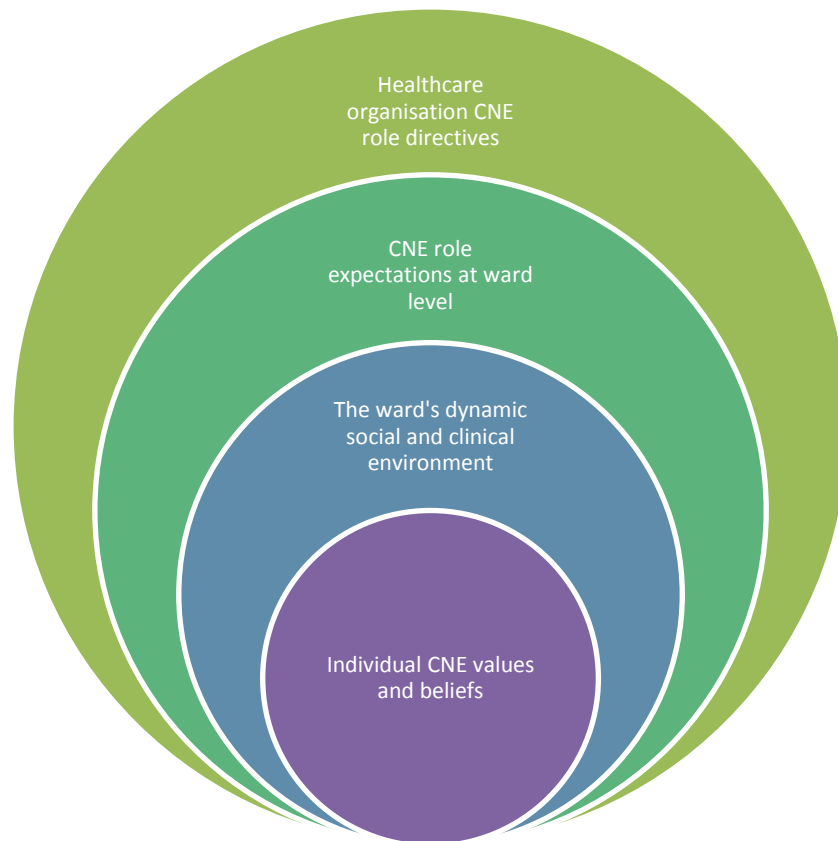 Healthcare
organisation CNE
role directives
CNE role
expectations at ward
level
The ward's dynamic
social and clinical
environment
Individual CNE values
and beliefs